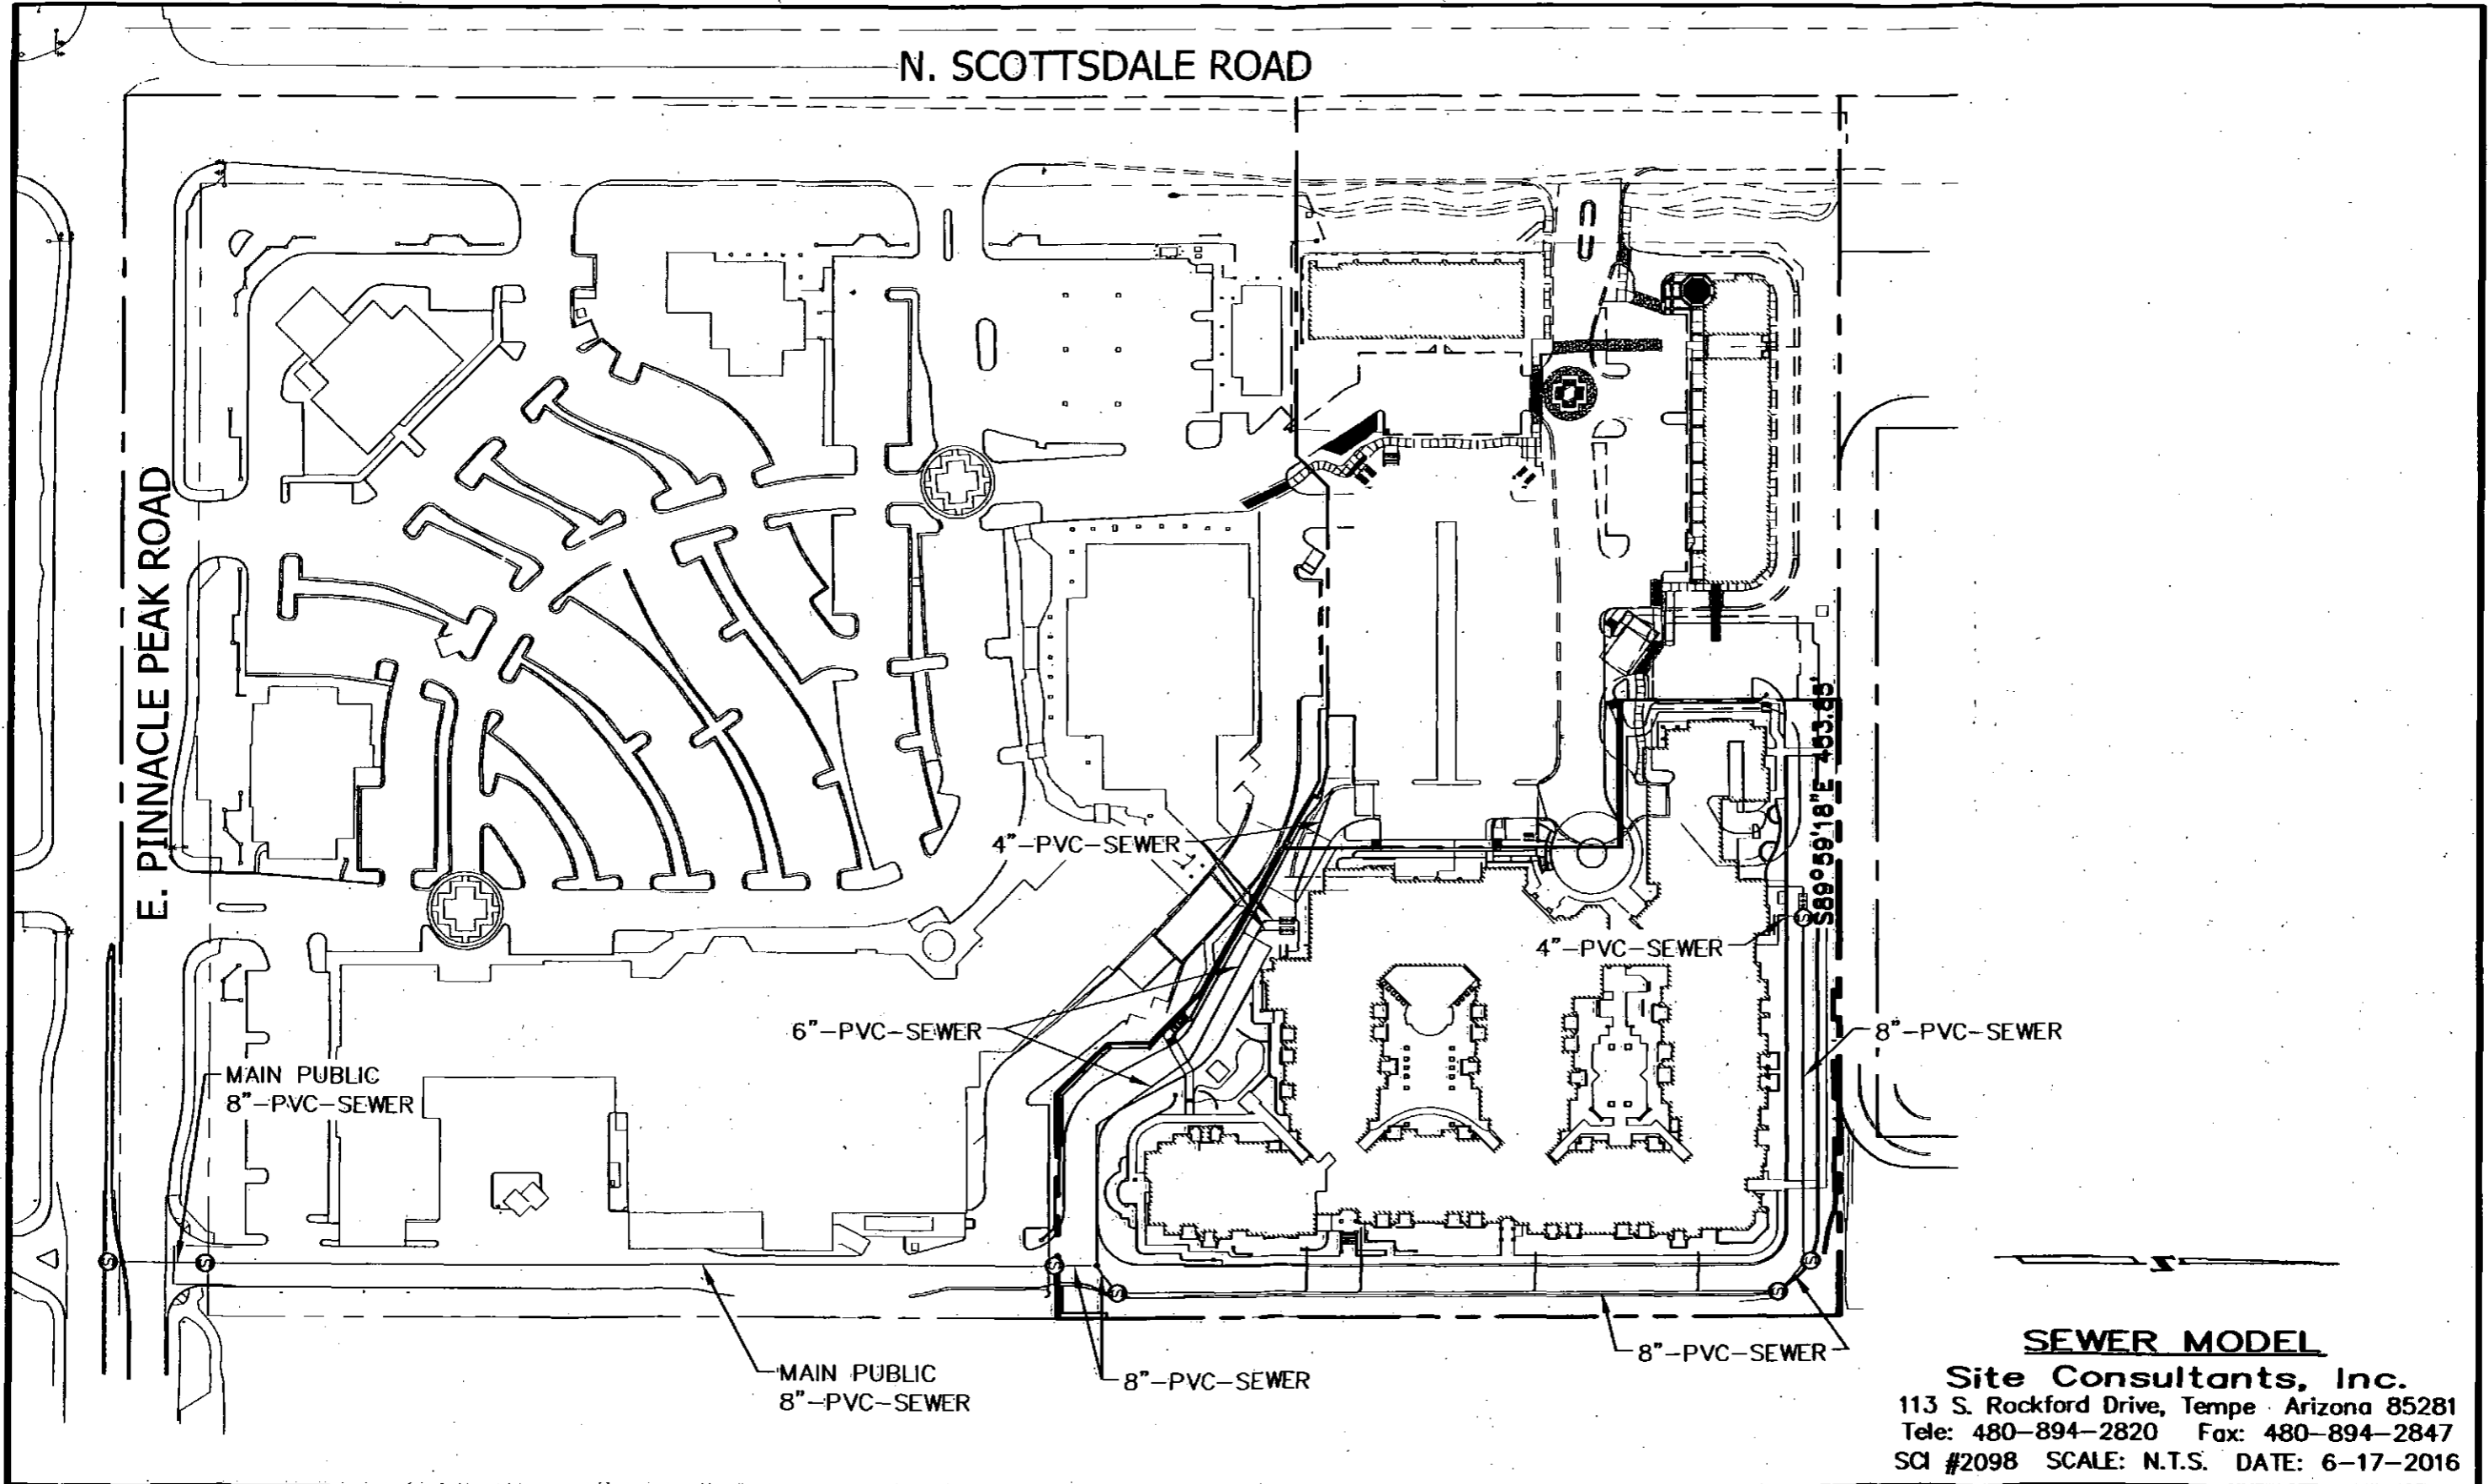 N. SCOTTSDALE ROAD
E. PINNACLE PEAK ROAD
S89°59'18"E 453.85'
4"-PVC-SEWER
4"-PVC-SEWER
6"-PVC-SEWER
8"-PVC-SEWER
MAIN PUBLIC
8"-PVC-SEWER
S
S
S
S
S
S
S
MAIN PUBLIC
8"-PVC-SEWER
8"-PVC-SEWER
8"-PVC-SEWER
Z
SEWER MODEL
Site Consultants, Inc.
113 S. Rockford Drive, Tempe Arizona 85281
Tele: 480-894-2820 Fax: 480-894-2847
SCI #2098 SCALE: N.T.S. DATE: 6-17-2016